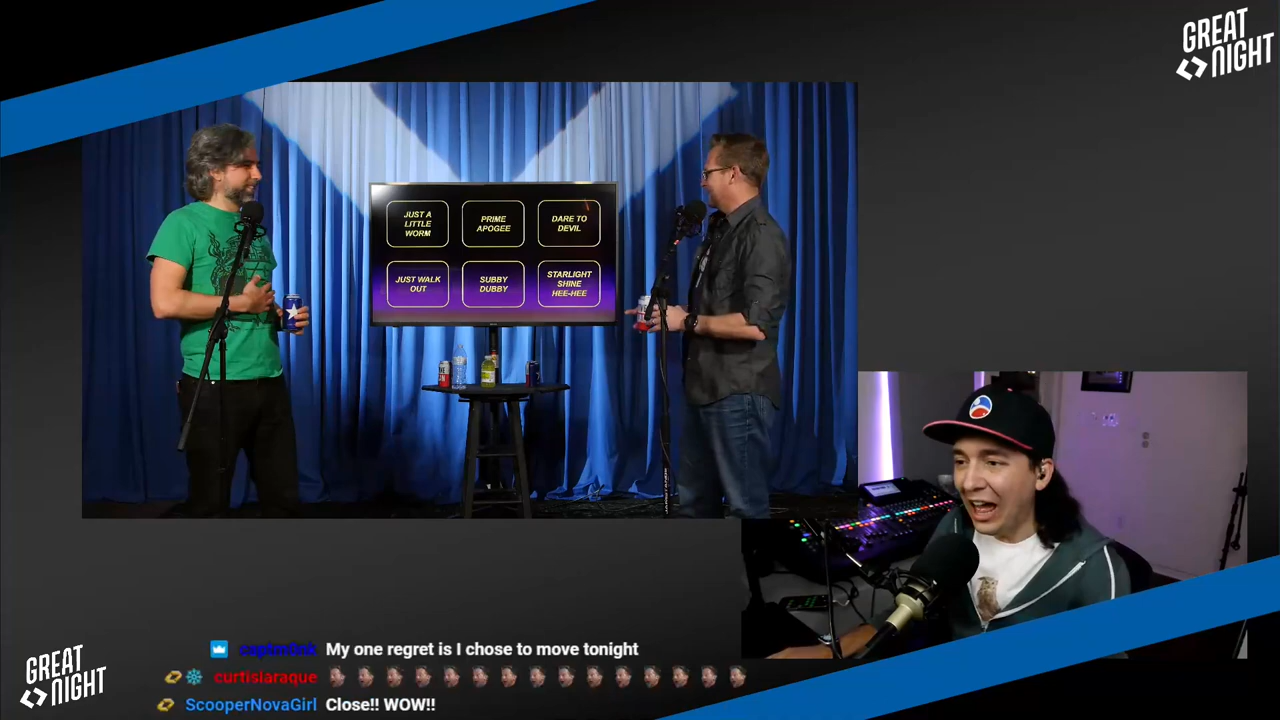 GREAT
NIGHT
JUST A
LITTLE
WORM
PRIME
APOGEE
DARE TO
DEVIL
JUST WALK
OUT
SUBBY
DUBBY
STARLIGHT
SHINE
HEE-HEE
GREAT
NIGHT
My one regret is I chose to move tonight
curtislaraque
ScooperNovaGirl Close!! WOW!!